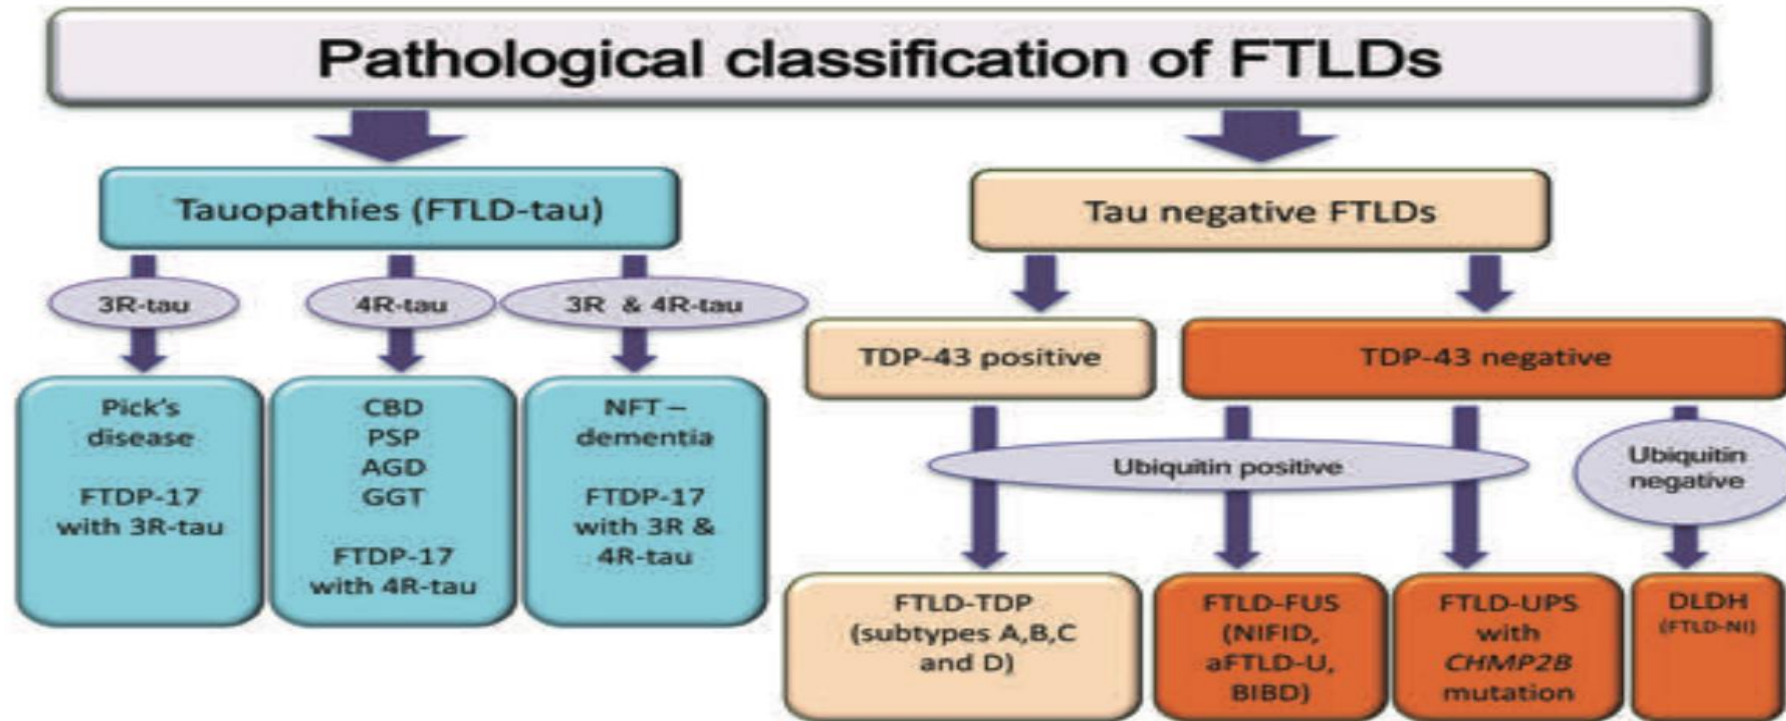 Pathological classification of FTLDs
Tauopathies (FTLD-tau)
Tau negative FTLDs
3R-tau
4R-tau
3R & 4R-tau
TDP-43 positive
TDP-43 negative
Pick's
disease
FTDP-17
with 3R-tau
CBD
PSP
AGD
GGT
FTDP-17
with 4R-tau
NFT –
dementia
FTDP-17
with 3R &
4R-tau
Ubiquitin positive
Ubiquitin
negative
FTLD-TDP
(subtypes A,B,C
and D)
FTLD-FUS
(NIFID,
aFTLD-U,
BIBD)
FTLD-UPS
with
CHMP2B
mutation
DLDH
(FTLD-NI)